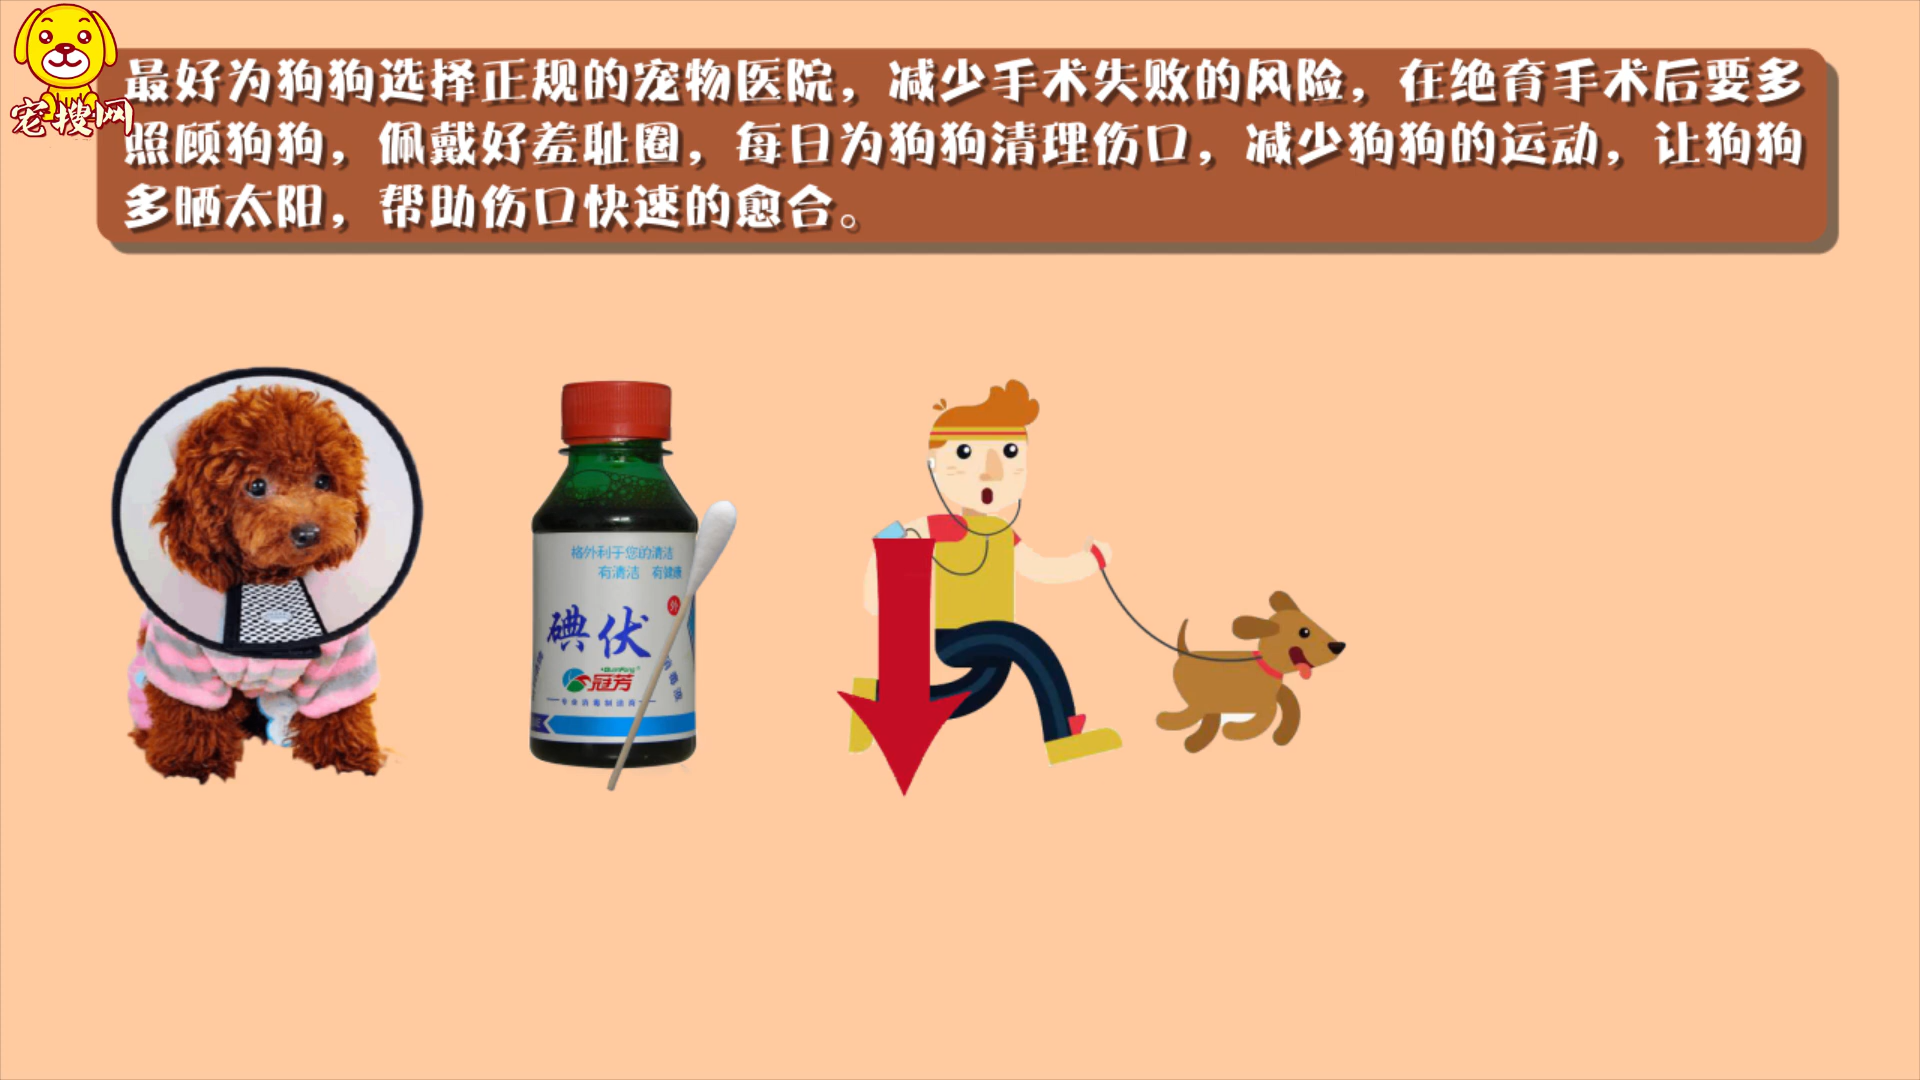 最好为狗狗选择正规的宠物医院，减少手术失败的风险，在绝育手术后要多
照顾狗狗，佩戴好羞耻圈，每日为狗狗清理伤口，减少狗狗的运动，让狗狗
多晒太阳，帮助伤口快速的愈合。
宠搜网
格外利于您的清洁
有清洁 有健康
碘伏
外
冠芳